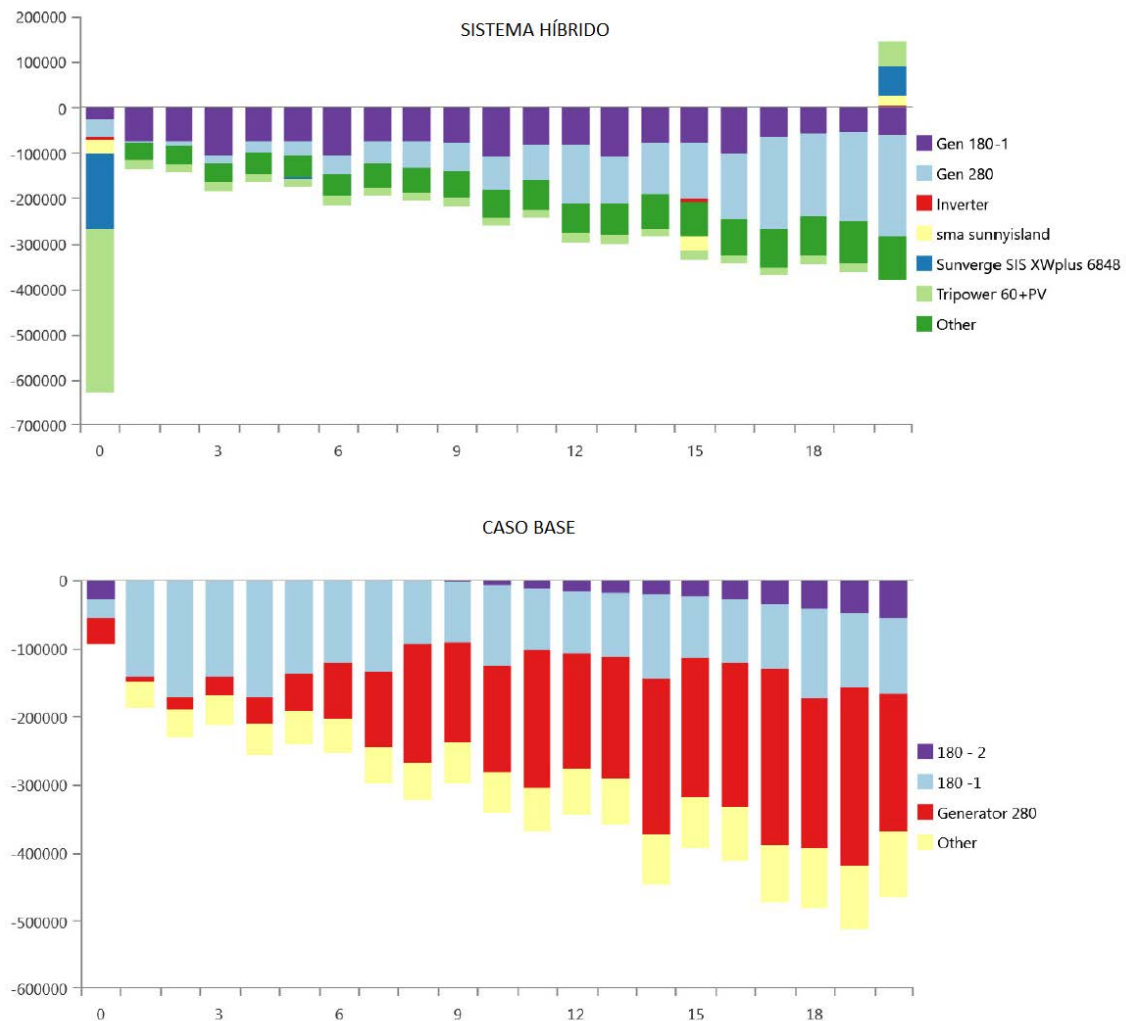 SISTEMA HÍBRIDO
200000
100000
0
-100000
-200000
-300000
-400000
-500000
-600000
-700000
0 3 6 9 12 15 18
Gen 180-1
Gen 280
Inverter
sma sunnyisland
Sunverge SIS XWplus 6848
Tripower 60+PV
Other
CASO BASE
0
-100000
-200000
-300000
-400000
-500000
-600000
0 3 6 9 12 15 18
180 - 2
180 -1
Generator 280
Other